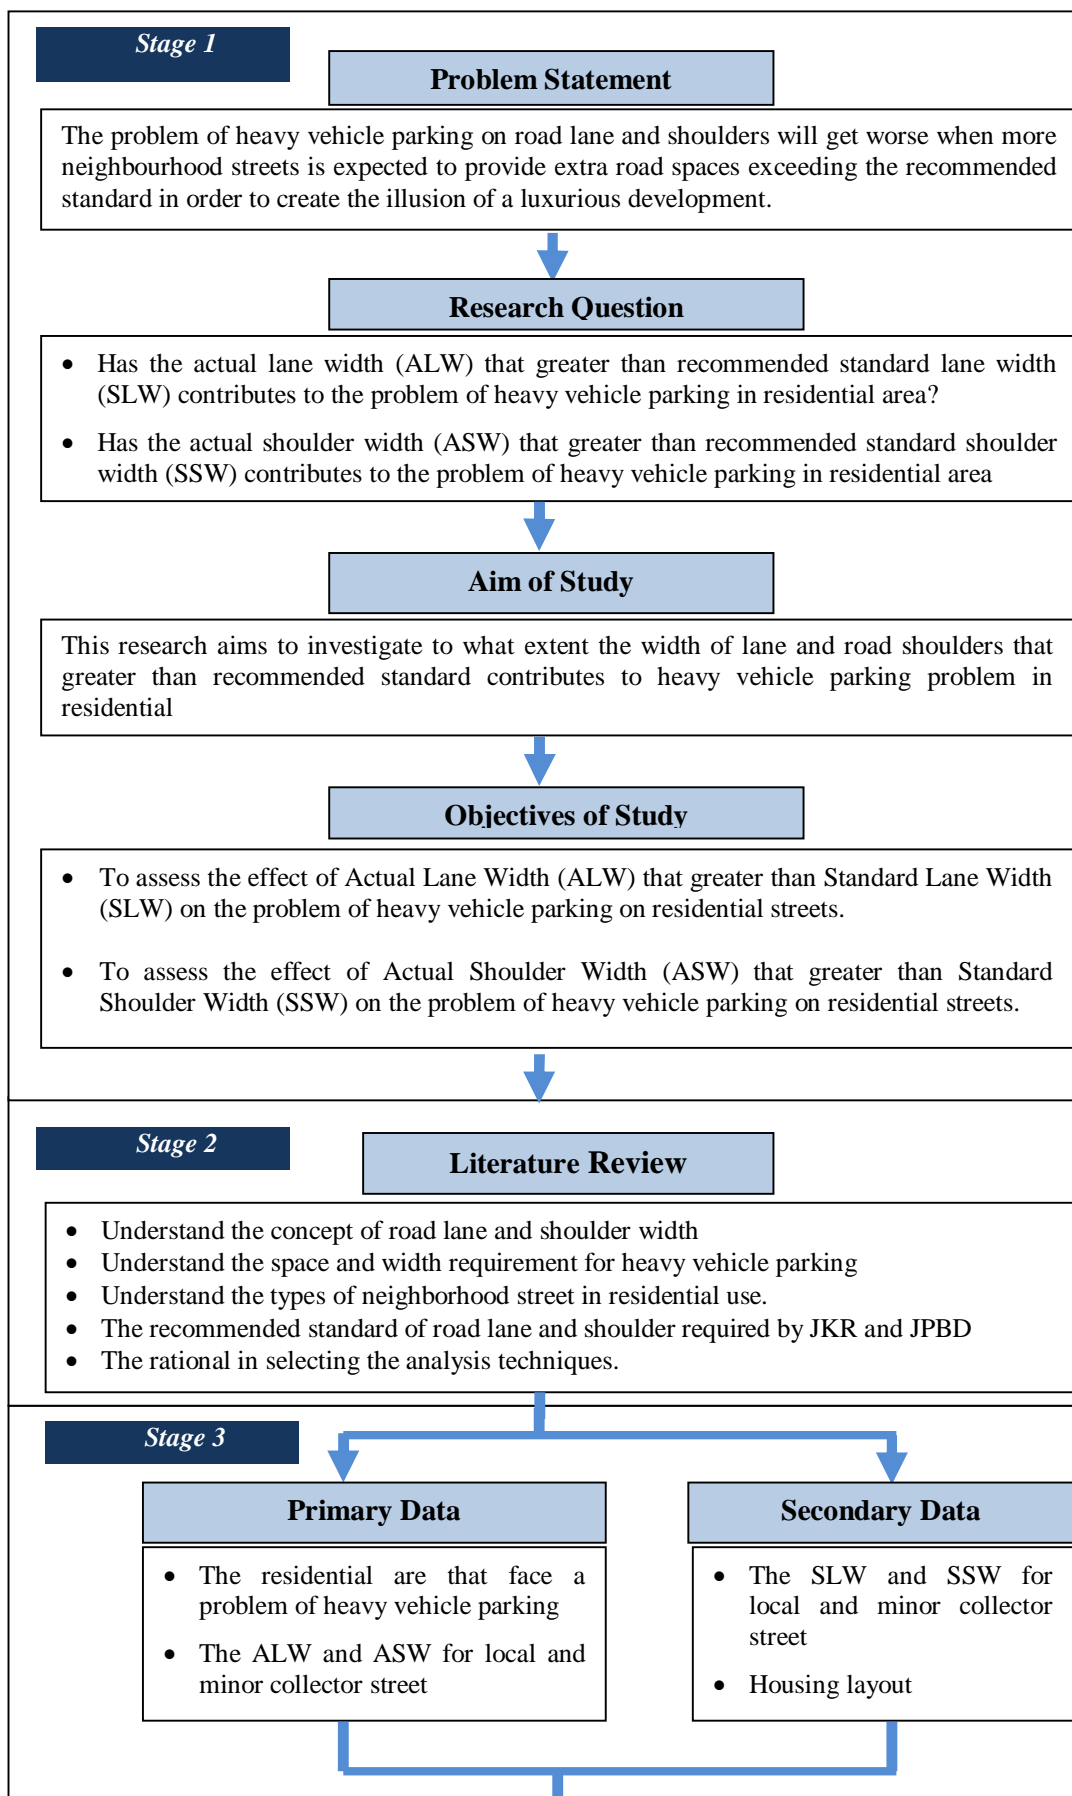 Stage 1
Problem Statement
The problem of heavy vehicle parking on road lane and shoulders will get worse when more
neighbourhood streets is expected to provide extra road spaces exceeding the recommended
standard in order to create the illusion of a luxurious development.
Research Question
• Has the actual lane width (ALW) that greater than recommended standard lane width
(SLW) contributes to the problem of heavy vehicle parking in residential area?
• Has the actual shoulder width (ASW) that greater than recommended standard shoulder
width (SSW) contributes to the problem of heavy vehicle parking in residential area
Aim of Study
This research aims to investigate to what extent the width of lane and road shoulders that
greater than recommended standard contributes to heavy vehicle parking problem in
residential
Objectives of Study
• To assess the effect of Actual Lane Width (ALW) that greater than Standard Lane Width
(SLW) on the problem of heavy vehicle parking on residential streets.
• To assess the effect of Actual Shoulder Width (ASW) that greater than Standard
Shoulder Width (SSW) on the problem of heavy vehicle parking on residential streets.
Stage 2
Literature Review
• Understand the concept of road lane and shoulder width
• Understand the space and width requirement for heavy vehicle parking
• Understand the types of neighborhood street in residential use.
• The recommended standard of road lane and shoulder required by JKR and JPBD
• The rational in selecting the analysis techniques.
Stage 3
Primary Data
• The residential are that face a
problem of heavy vehicle parking
• The ALW and ASW for local and
minor collector street
Secondary Data
• The SLW and SSW for
local and minor collector
street
• Housing layout